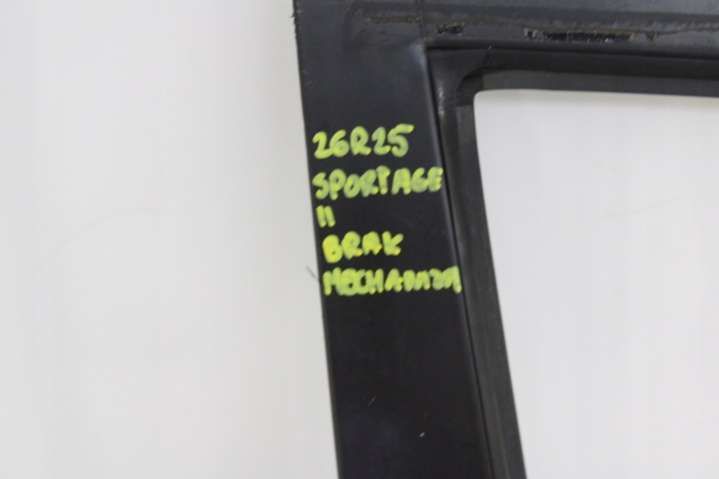 26R25
SPORTAGE
II
BRAK
MECHANIZM